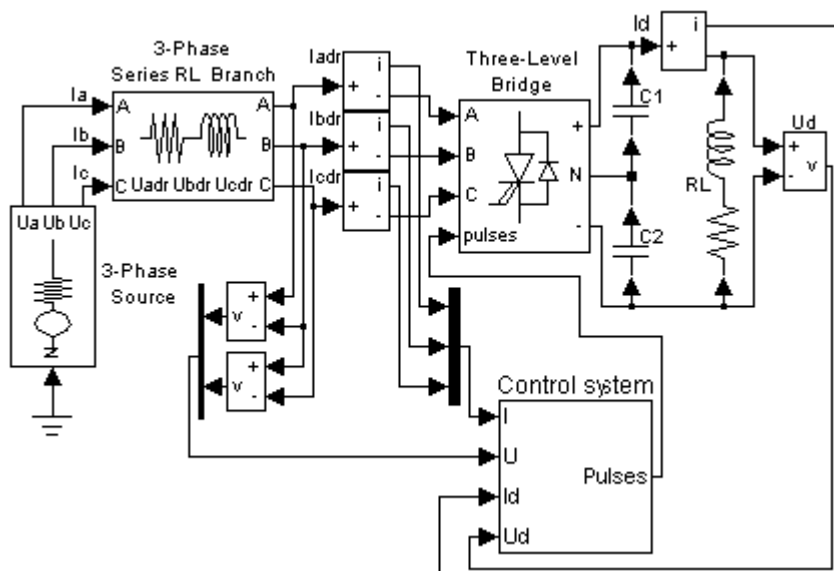 3-Phase
Series RL Branch
Ia
Ib
Ic
A
B
C
A
B
C
Uadr Ubdr Ucdr
Ua Ub Uc
N
3-Phase
Source
Iadr
Ibdr
Icdr
i
+
-
i
+
-
i
+
-
Three-Level
Bridge
A
B
C
pulses
+
N
-
C1
C2
Id
i
+
RL
Ud
+
-
v
+
-
v
+
-
v
Control system
I
U
Id
Ud
Pulses